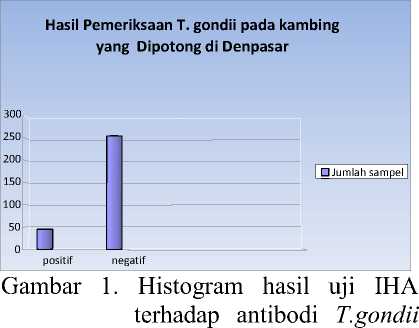 Hasil Pemeriksaan T. gondii pada kambing
yang Dipotong di Denpasar
300
250
200
150
100
50
0
positif negatif
Jumlah sampel
Gambar 1. Histogram hasil uji IHA
terhadap antibodi T.gondii